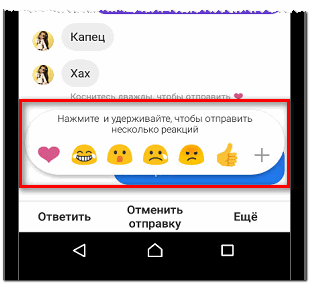 Капец
Хах
Коснитесь дважды, чтобы отправить
Нажмите и удерживайте, чтобы отправить
несколько реакций
Ответить
Отменить
отправку
Ещё